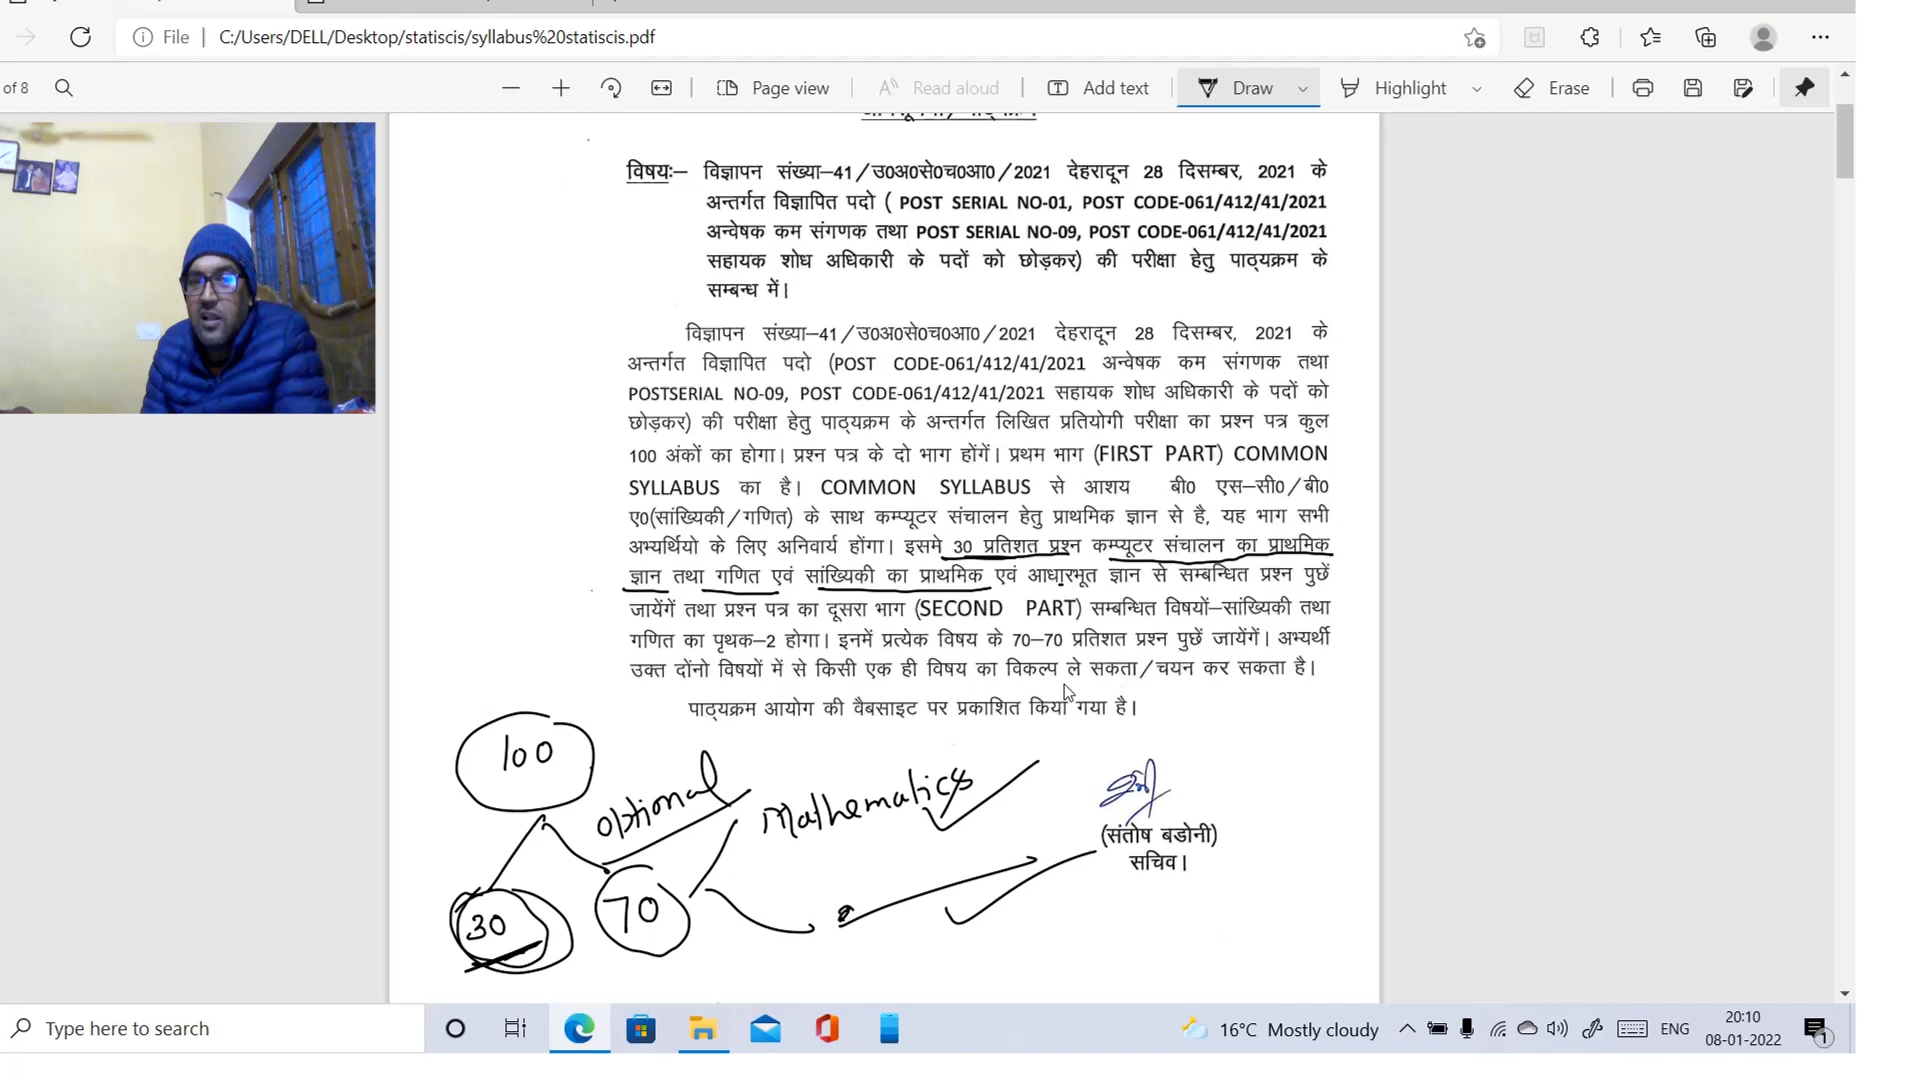 File C:/Users/DELL/Desktop/statiscis/syllabus%20statiscis.pdf
of 8 Page view Read aloud Add text Draw Highlight Erase
विषयः– विज्ञापन संख्या–41/उ0अ0से0च0आ0/2021 देहरादून 28 दिसम्बर, 2021 के
अन्तर्गत विज्ञापित पदो ( POST SERIAL NO-01, POST CODE-061/412/41/2021
अन्वेषक कम संगणक तथा POST SERIAL NO-09, POST CODE-061/412/41/2021
सहायक शोध अधिकारी के पदों को छोड़कर) की परीक्षा हेतु पाठ्यक्रम के
सम्बन्ध में।
विज्ञापन संख्या–41/उ0अ0से0च0आ0/2021 देहरादून 28 दिसम्बर, 2021 के
अन्तर्गत विज्ञापित पदो (POST CODE-061/412/41/2021 अन्वेषक कम संगणक तथा
POSTSERIAL NO-09, POST CODE-061/412/41/2021 सहायक शोध अधिकारी के पदों को
छोड़कर) की परीक्षा हेतु पाठ्यक्रम के अन्तर्गत लिखित प्रतियोगी परीक्षा का प्रश्न पत्र कुल
100 अंकों का होगा। प्रश्न पत्र के दो भाग होंगें। प्रथम भाग (FIRST PART) COMMON
SYLLABUS का है। COMMON SYLLABUS से आशय बी0 एस–सी0/बी0
ए0(सांख्यिकी/गणित) के साथ कम्प्यूटर संचालन हेतु प्राथमिक ज्ञान से है, यह भाग सभी
अभ्यर्थियो के लिए अनिवार्य होंगा। इसमे 30 प्रतिशत प्रश्न कम्प्यूटर संचालन का प्राथमिक
ज्ञान तथा गणित एवं सांख्यिकी का प्राथमिक एवं आधारभूत ज्ञान से सम्बन्धित प्रश्न पुछें
जायेंगें तथा प्रश्न पत्र का दूसरा भाग (SECOND PART) सम्बन्धित विषयों–सांख्यिकी तथा
गणित का पृथक–2 होगा। इनमें प्रत्येक विषय के 70–70 प्रतिशत प्रश्न पुछें जायेंगें। अभ्यर्थी
उक्त दोंनो विषयों में से किसी एक ही विषय का विकल्प ले सकता/चयन कर सकता है।
पाठ्यक्रम आयोग की वैबसाइट पर प्रकाशित किया गया है।
100
optional
Mathematics
(संतोष बडोनी)
सचिव।
30
70
Type here to search
16°C Mostly cloudy
ENG
20:10
08-01-2022
1